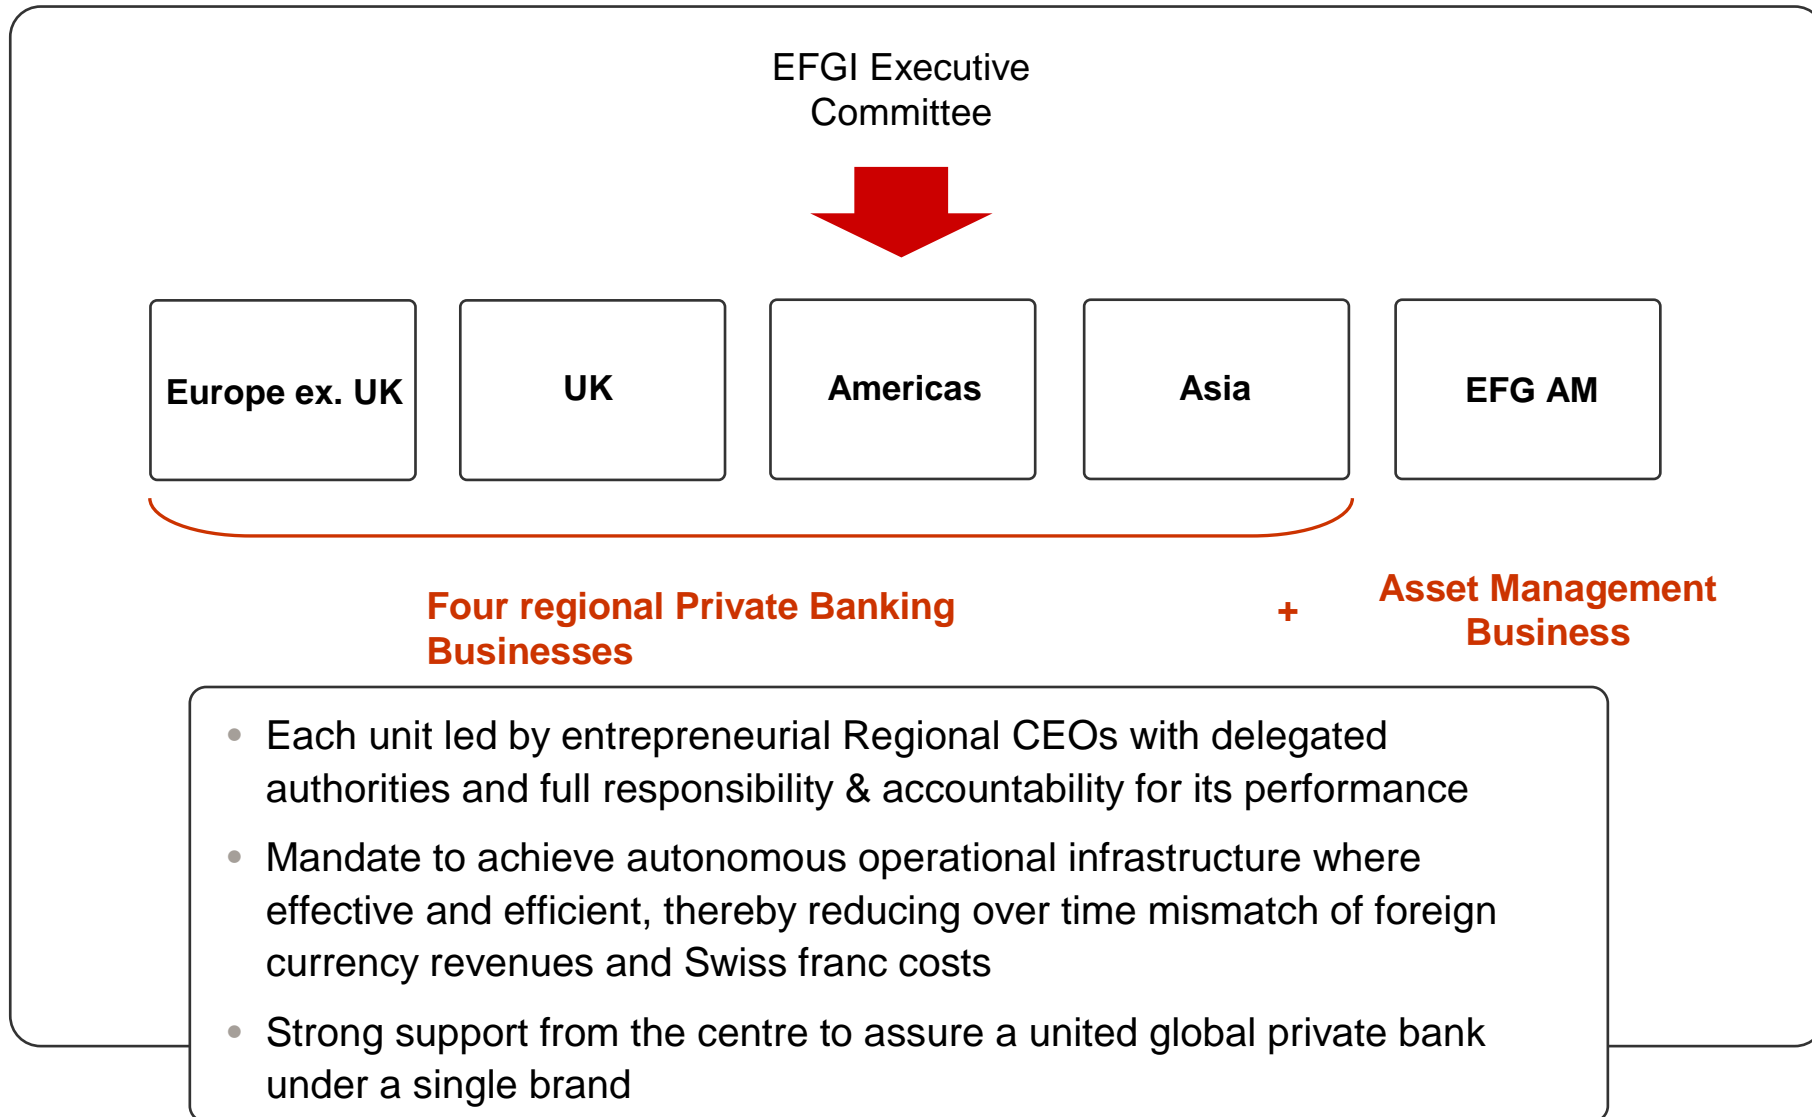 EFGI Executive
Committee
Europe ex. UK
UK
Americas
Asia
EFG AM
Four regional Private Banking
Businesses
+
Asset Management
Business
• Each unit led by entrepreneurial Regional CEOs with delegated
authorities and full responsibility & accountability for its performance
• Mandate to achieve autonomous operational infrastructure where
effective and efficient, thereby reducing over time mismatch of foreign
currency revenues and Swiss franc costs
• Strong support from the centre to assure a united global private bank
under a single brand